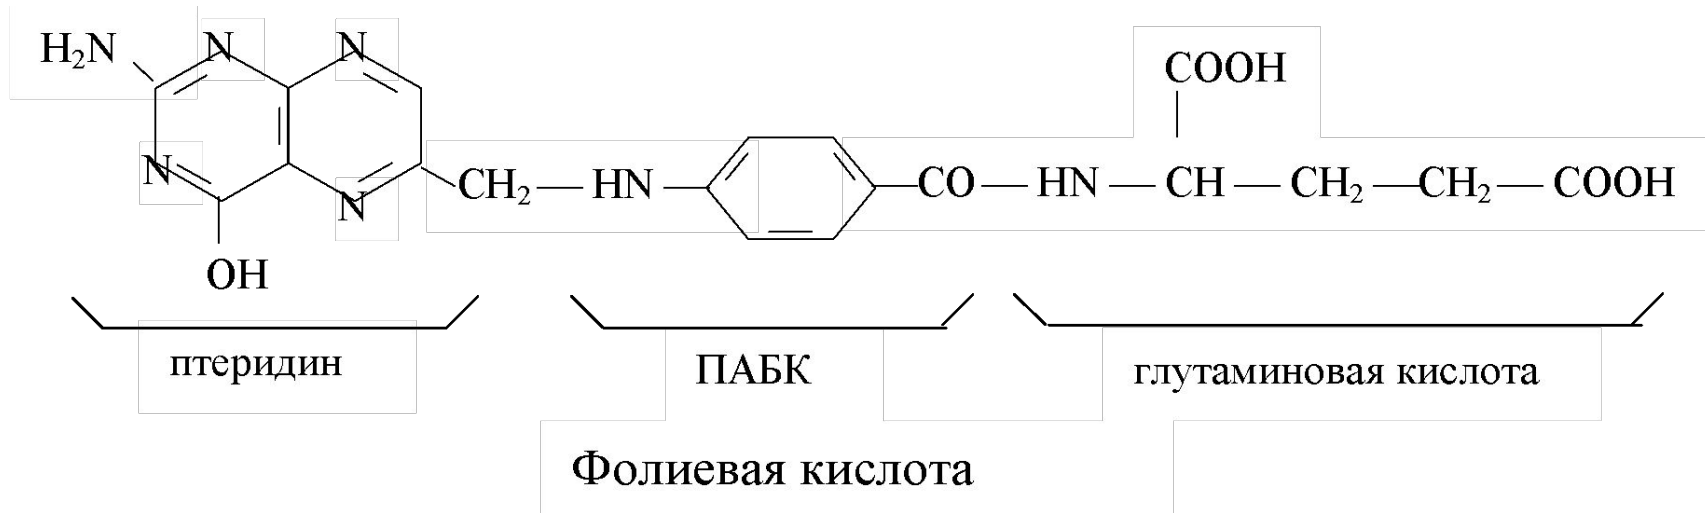 H₂N N N COOH
N N CH₂ — HN CO — HN — CH — CH₂ — CH₂ — COOH
OH
птеридин ПАБК глутаминовая кислота
Фолиевая кислота